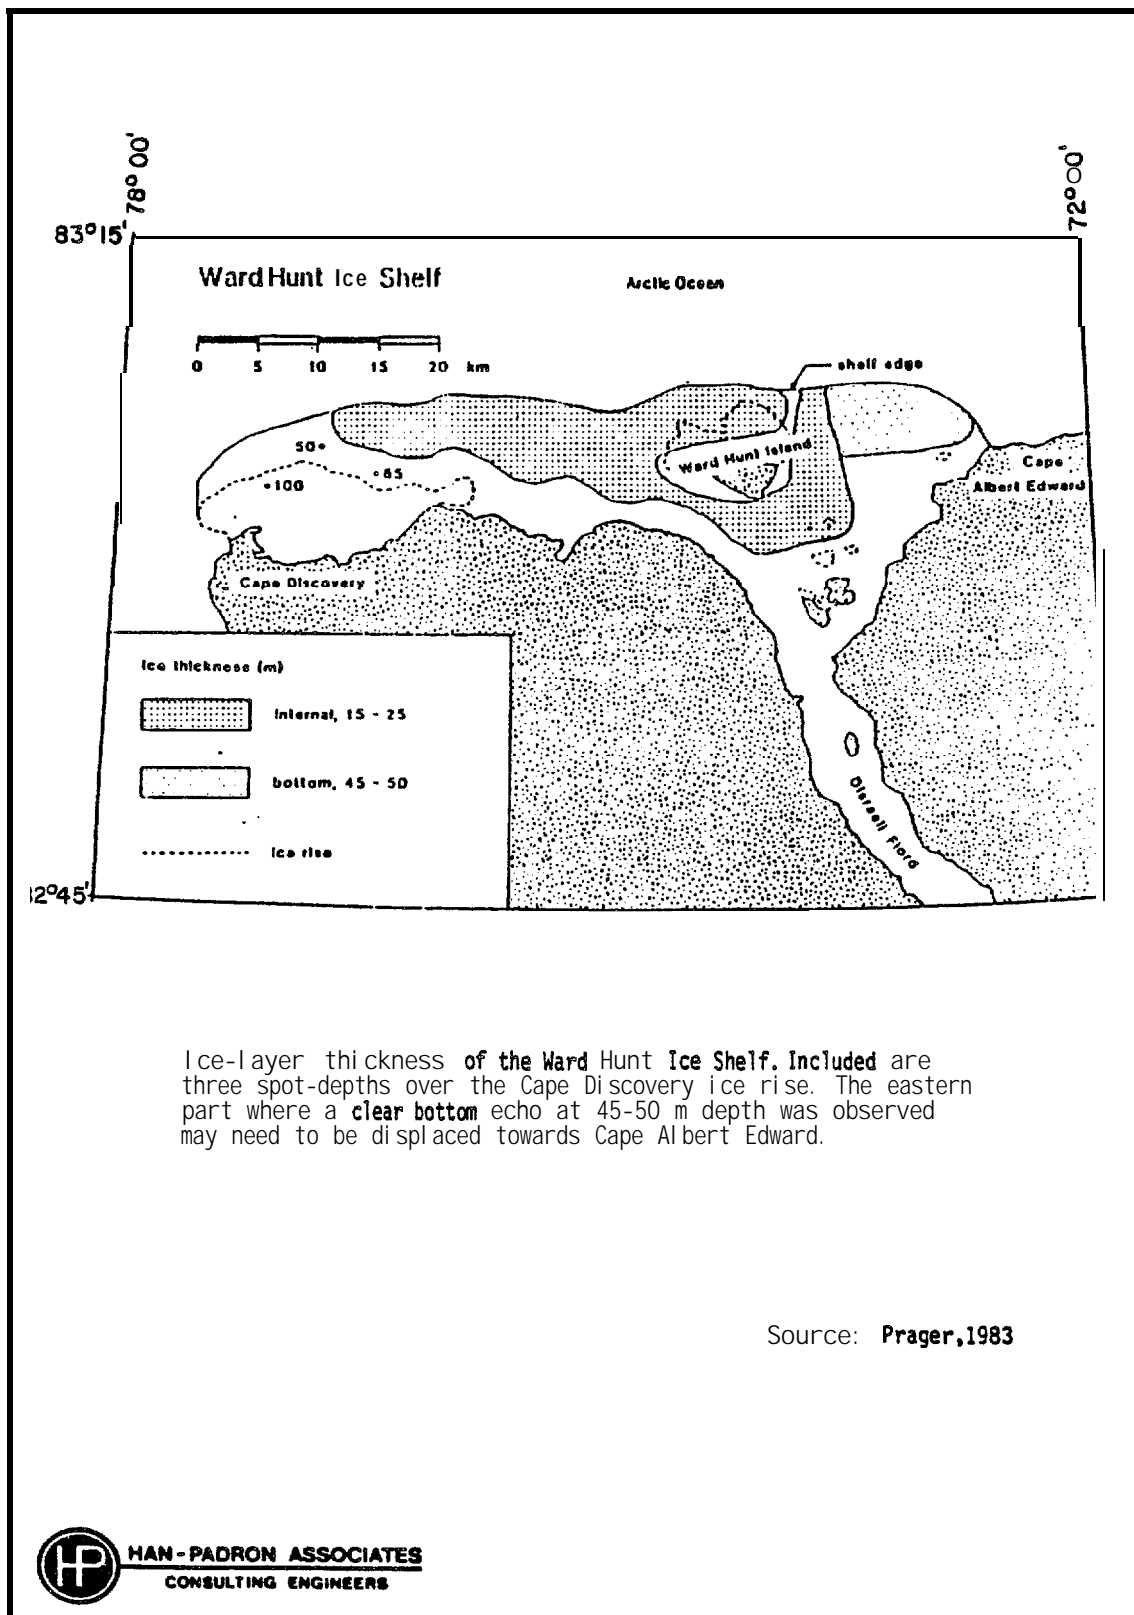 78°00'
72°00'
83°15'
Ward Hunt Ice Shelf
Arctic Ocean
0 5 10 15 20 km
shelf edge
50
85
100
Ward Hunt Island
Cape
Albert Edward
Cape Discovery
Ice thickness (m)
internal, 15 - 25
bottom, 45 - 50
ice rise
Disraeli Fiord
2°45'
Ice-layer thickness of the Ward Hunt Ice Shelf. Included are
three spot-depths over the Cape Discovery ice rise. The eastern
part where a clear bottom echo at 45-50 m depth was observed
may need to be displaced towards Cape Albert Edward.
Source: Prager,1983
HP
HAN-PADRON ASSOCIATES
CONSULTING ENGINEERS